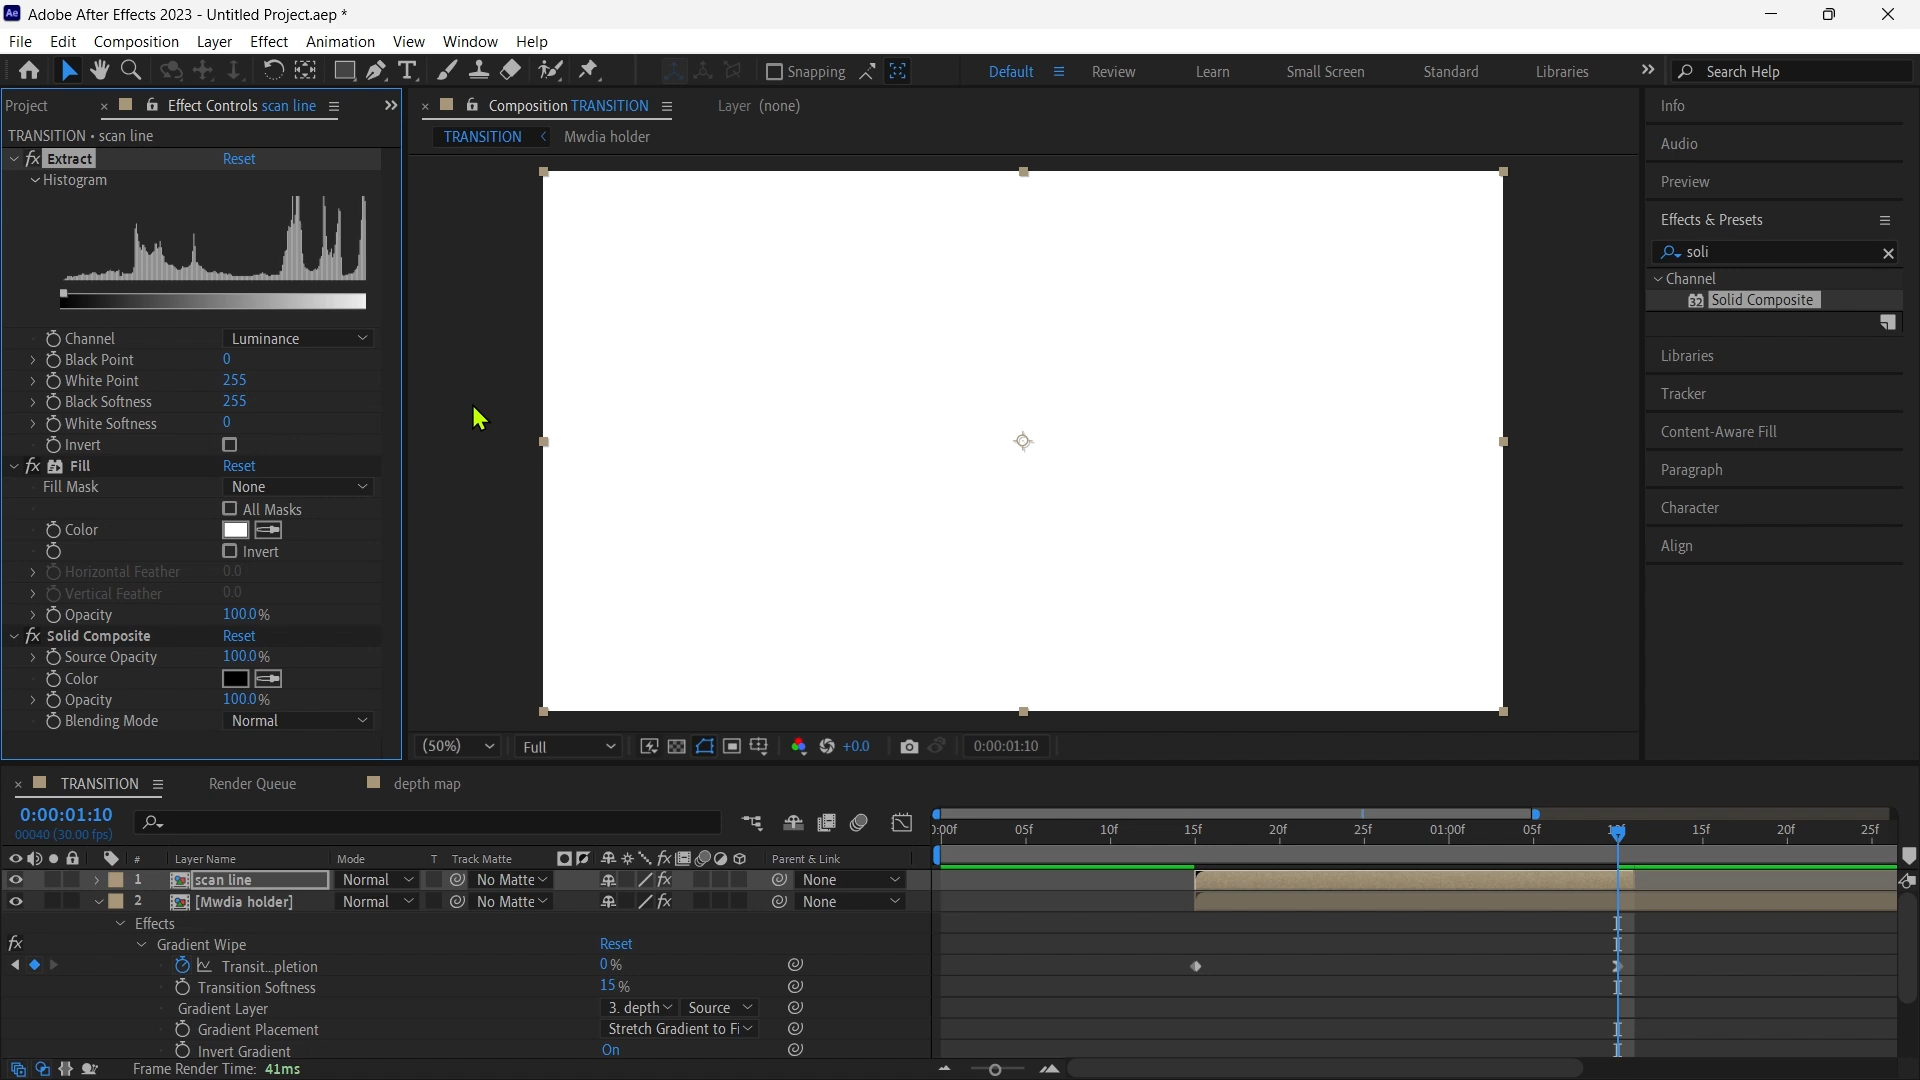 Adobe After Effects 2023 - Untitled Project.aep *
File Edit Composition Layer Effect Animation View Window Help
Snapping Default Review Learn Small Screen Standard Libraries Search Help
Project Effect Controls scan line
Composition TRANSITION Layer (none)
TRANSITION Mwdia holder
TRANSITION • scan line
Extract Reset
Histogram
Channel Luminance
Black Point 0
White Point 255
Black Softness 255
White Softness 0
Invert
Fill Reset
Fill Mask None
All Masks
Color
Invert
Horizontal Feather 0.0
Vertical Feather 0.0
Opacity 100.0%
Solid Composite Reset
Source Opacity 100.0%
Color
Opacity 100.0%
Blending Mode Normal
(50%) Full +0.0 0:00:01:10
Info
Audio
Preview
Effects & Presets
soli
Channel
32 Solid Composite
Libraries
Tracker
Content-Aware Fill
Paragraph
Character
Align
TRANSITION Render Queue depth map
0:00:01:10
00040 (30.00 fps)
):00f 05f 10f 15f 20f 25f 01:00f 05f 15f 20f 25f
# Layer Name Mode T Track Matte Parent & Link
1 scan line Normal No Matte None
2 [Mwdia holder] Normal No Matte None
Effects
Gradient Wipe Reset
Transit...pletion 0%
Transition Softness 15%
Gradient Layer 3. depth Source
Gradient Placement Stretch Gradient to Fi
Invert Gradient On
Frame Render Time: 41ms